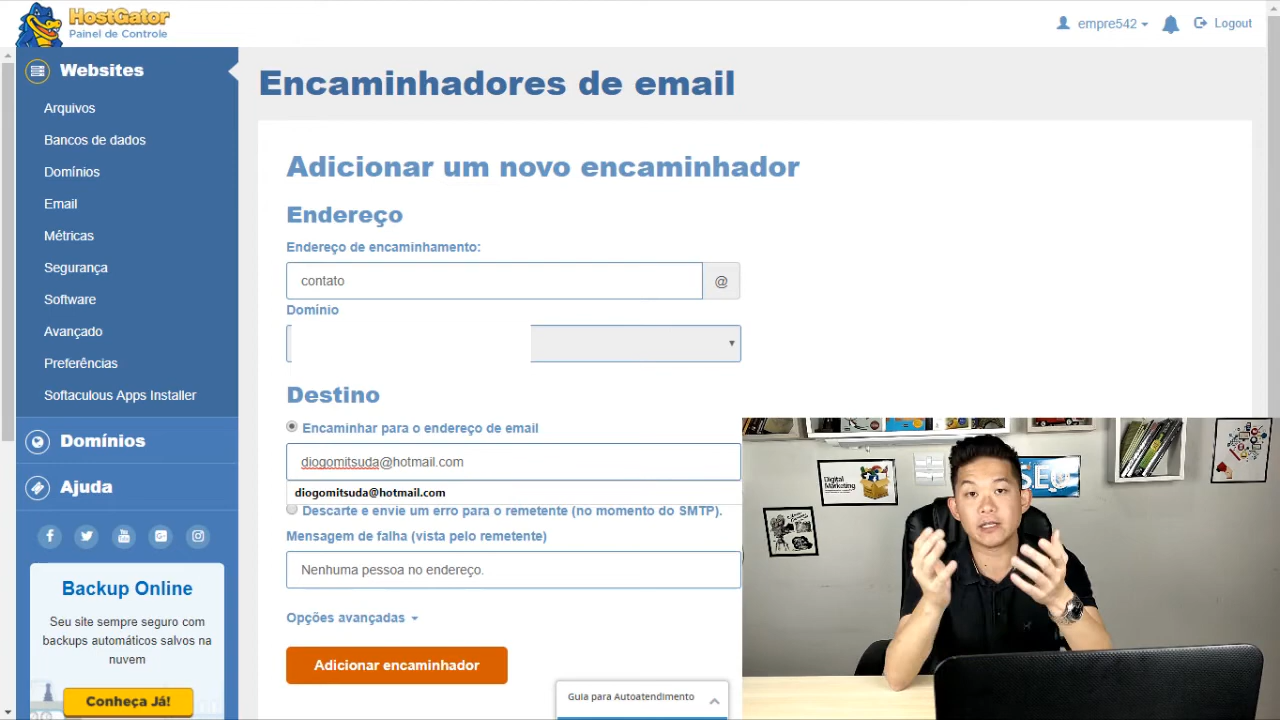 HostGator
Painel de Controle
empre542
Logout
Websites
Arquivos
Bancos de dados
Domínios
Email
Métricas
Segurança
Software
Avançado
Preferências
Softaculous Apps Installer
Domínios
Ajuda
Backup Online
Seu site sempre seguro com
backups automáticos salvos na
nuvem
Conheça Já!
Encaminhadores de email
Adicionar um novo encaminhador
Endereço
Endereço de encaminhamento:
contato
@
Domínio
Destino
Encaminhar para o endereço de email
diogomitsuda@hotmail.com
diogomitsuda@hotmail.com
Descarte e envie um erro para o remetente (no momento do SMTP).
Mensagem de falha (vista pelo remetente)
Nenhuma pessoa no endereço.
Opções avançadas
Adicionar encaminhador
Guia para Autoatendimento
Digital
Marketing
SEO